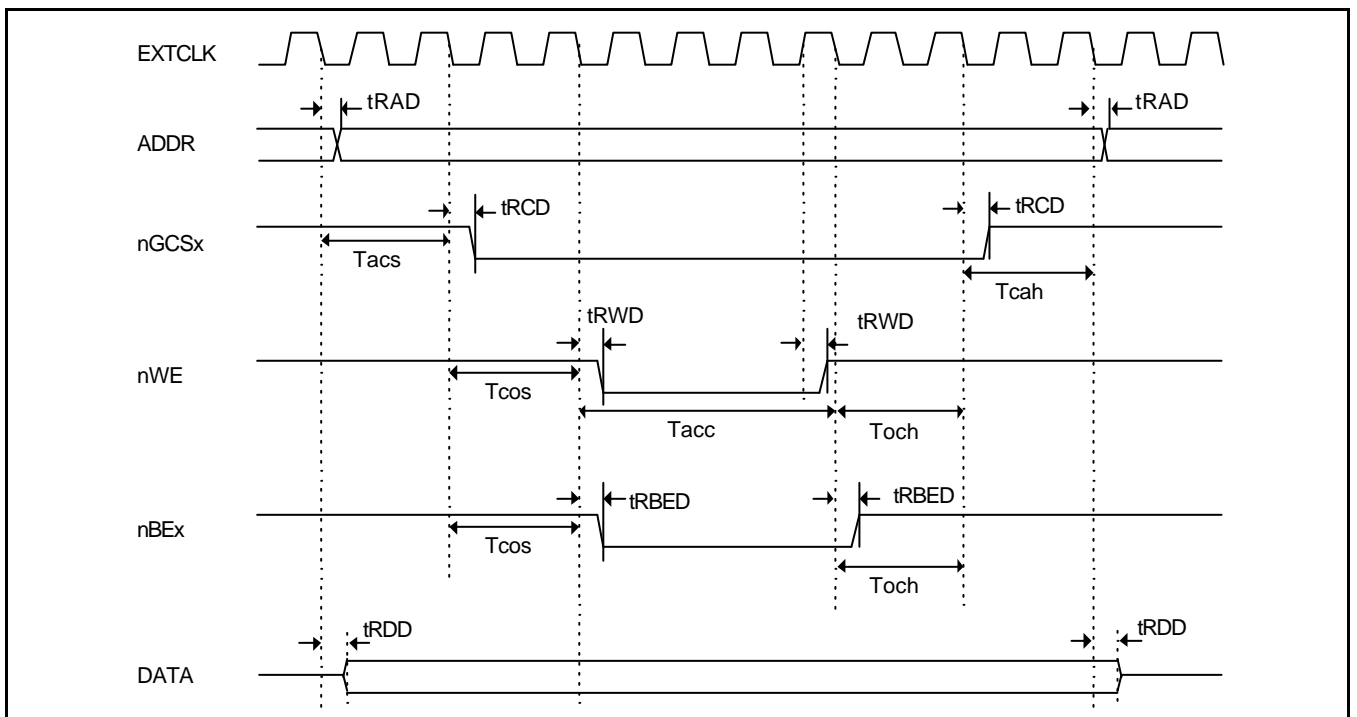 EXTCLK
tRAD
tRAD
ADDR
tRCD
tRCD
nGCSx
Tacs
Tcah
tRWD
tRWD
nWE
Tcos
Tacc
Toch
tRBED
tRBED
nBEx
Tcos
Toch
tRDD
tRDD
DATA